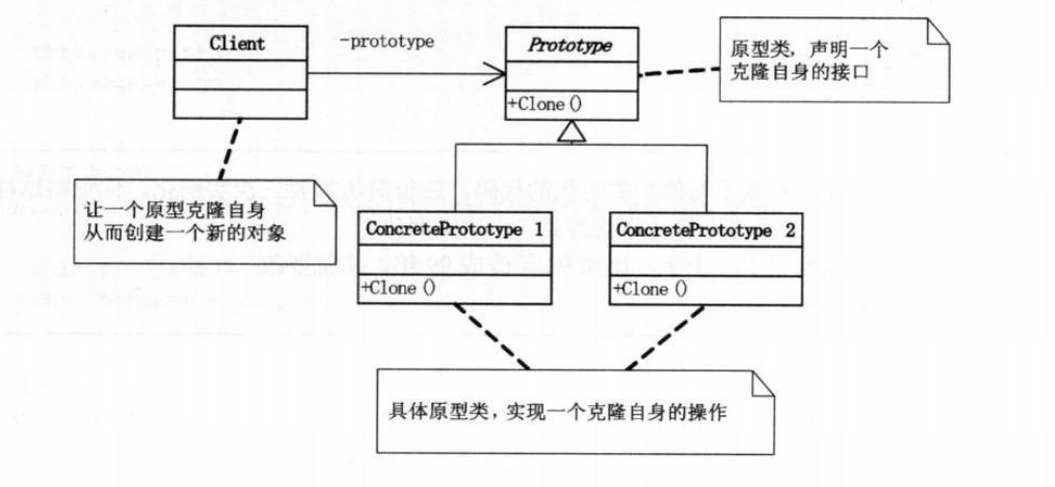 Client
-prototype
Prototype
+Clone()
原型类,声明一个
克隆自身的接口
让一个原型克隆自身
从而创建一个新的对象
ConcretePrototype 1
+Clone()
ConcretePrototype 2
+Clone()
具体原型类,实现一个克隆自身的操作